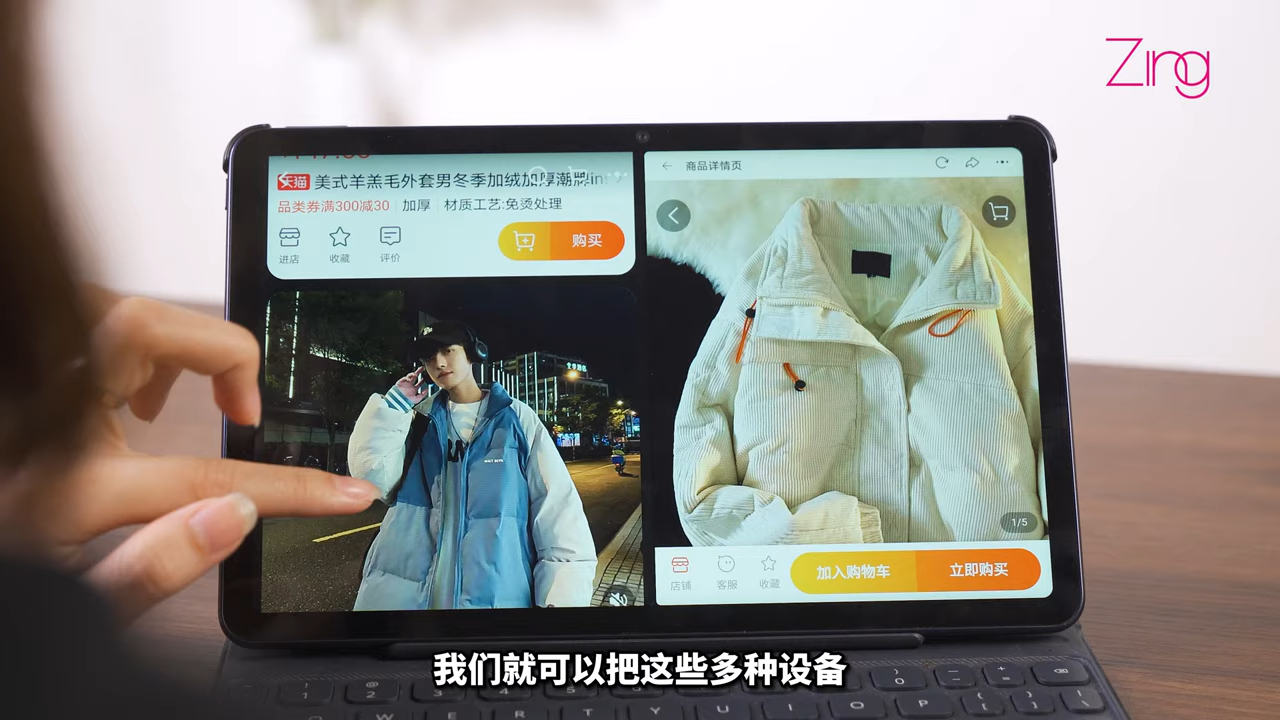 Zing
天猫 美式羊羔毛外套男冬季加绒加厚潮牌in
品类券满300减30 加厚 材质工艺:免烫处理
进店 收藏 评价
购买
商品详情页
1/5
店铺 客服 收藏
加入购物车 立即购买
我们就可以把这些多种设备